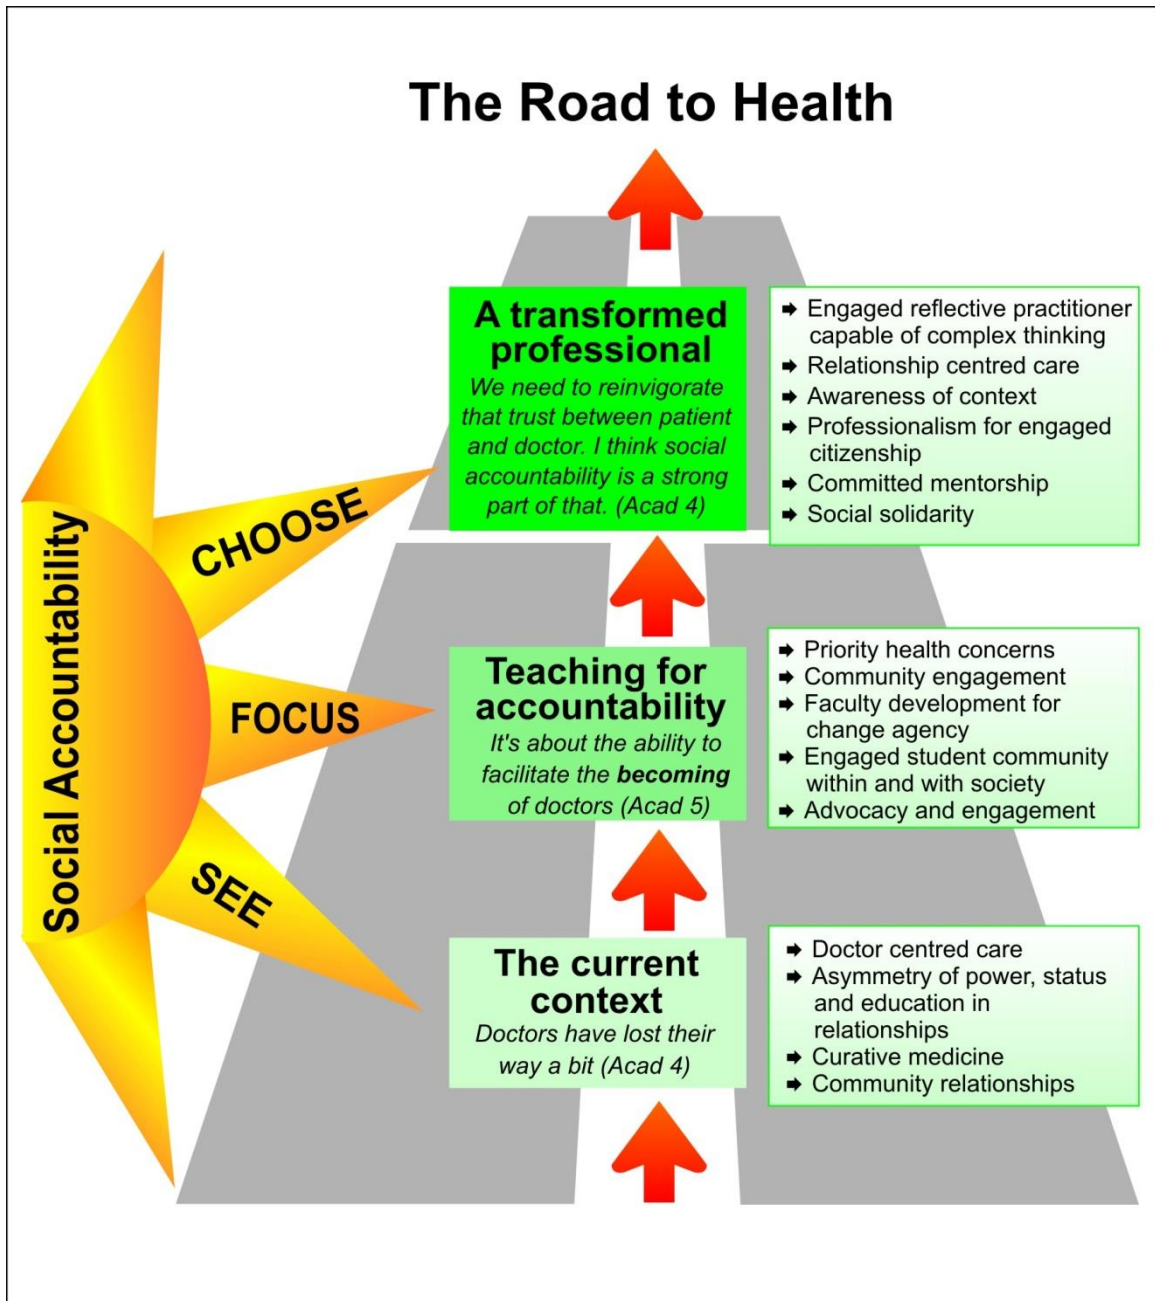 The Road to Health
Social Accountability
CHOOSE
FOCUS
SEE
A transformed
professional
We need to reinvigorate
that trust between patient
and doctor. I think social
accountability is a strong
part of that. (Acad 4)
➔ Engaged reflective practitioner
capable of complex thinking
➔ Relationship centred care
➔ Awareness of context
➔ Professionalism for engaged
citizenship
➔ Committed mentorship
➔ Social solidarity
Teaching for
accountability
It's about the ability to
facilitate the becoming
of doctors (Acad 5)
➔ Priority health concerns
➔ Community engagement
➔ Faculty development for
change agency
➔ Engaged student community
within and with society
➔ Advocacy and engagement
The current
context
Doctors have lost their
way a bit (Acad 4)
➔ Doctor centred care
➔ Asymmetry of power, status
and education in
relationships
➔ Curative medicine
➔ Community relationships